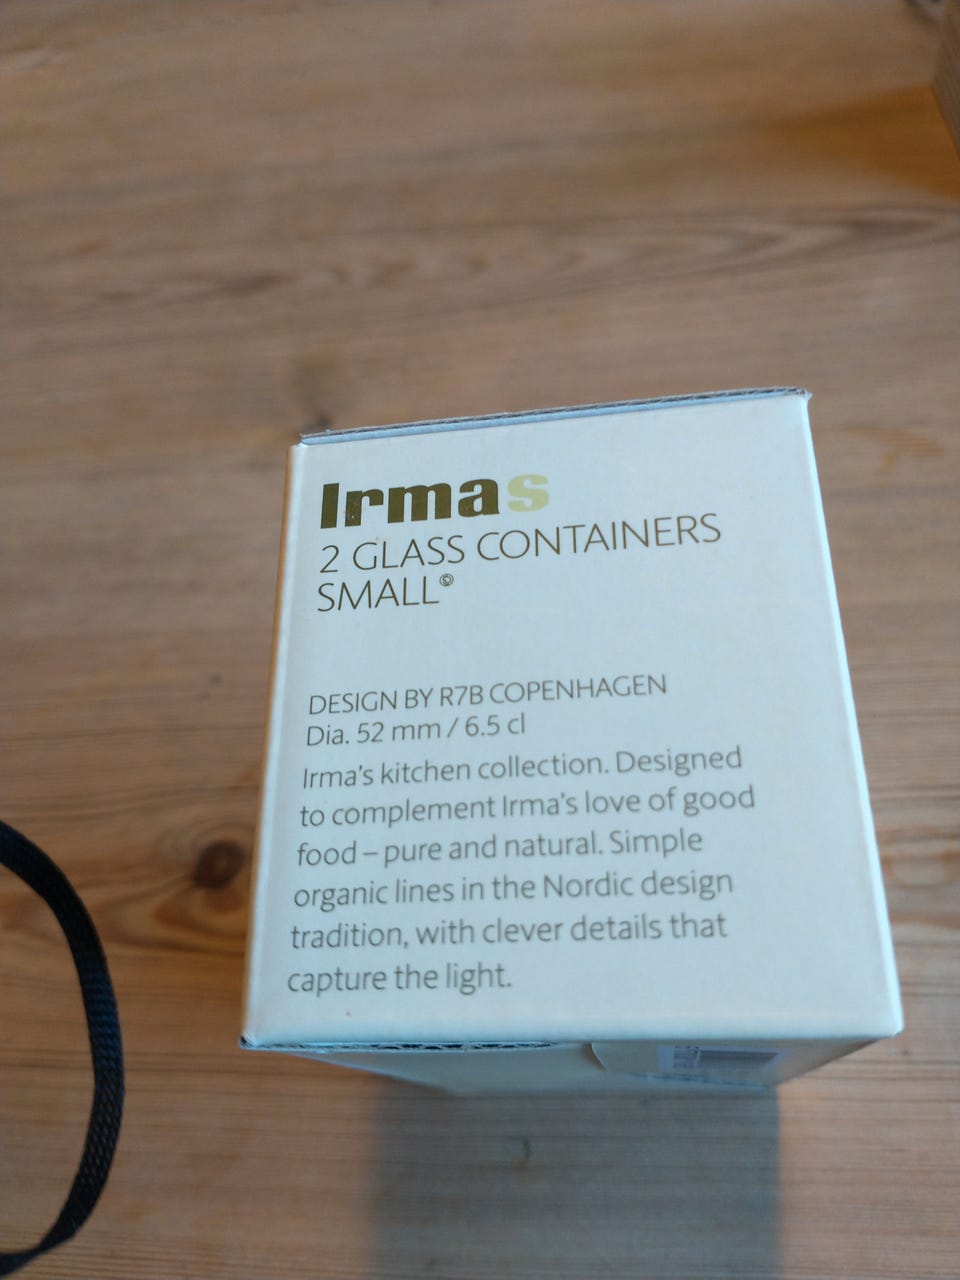 Irmas
2 GLASS CONTAINERS
SMALL©
DESIGN BY R7B COPENHAGEN
Dia. 52 mm / 6.5 cl
Irma's kitchen collection. Designed
to complement Irma's love of good
food – pure and natural. Simple
organic lines in the Nordic design
tradition, with clever details that
capture the light.